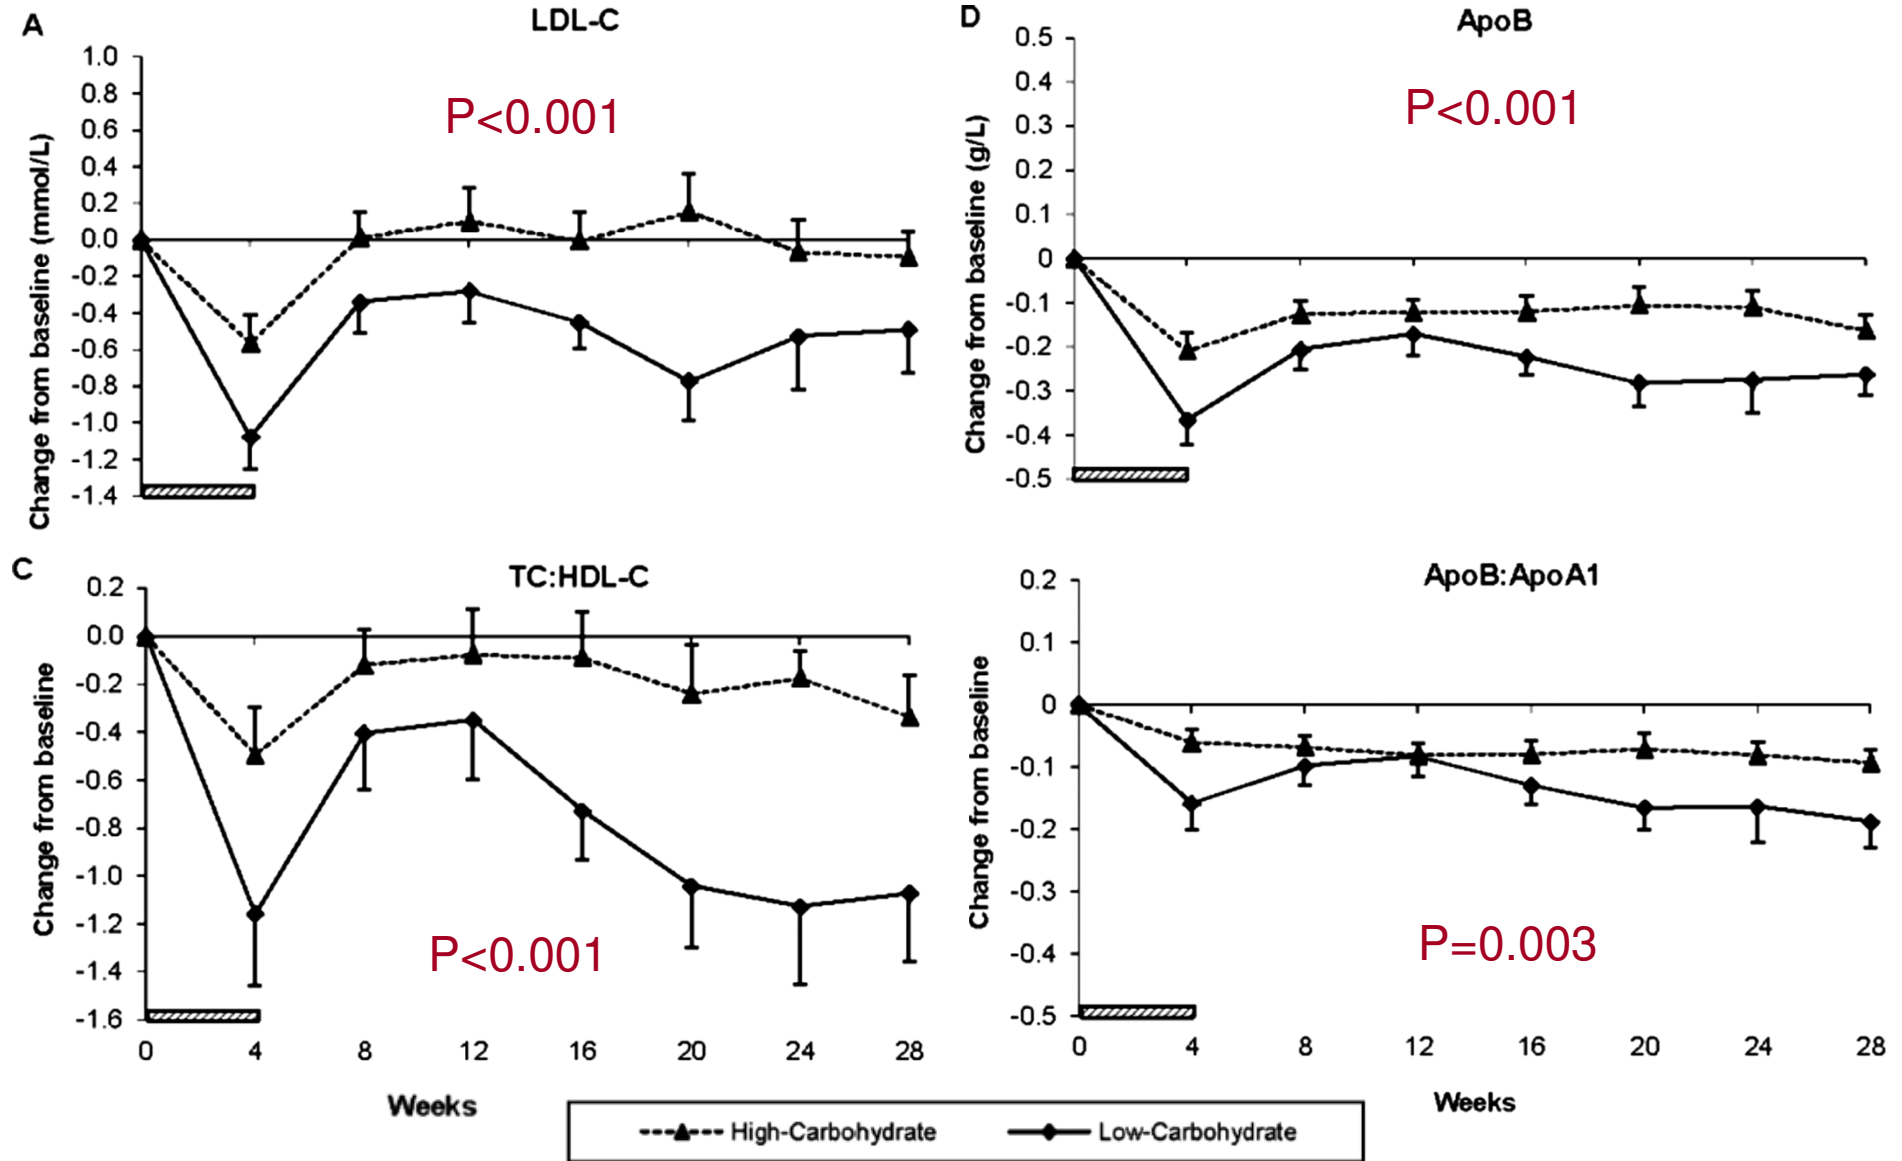 A
LDL-C
1.0
0.8
0.6
0.4
0.2
0.0
-0.2
-0.4
-0.6
-0.8
-1.0
-1.2
-1.4
Change from baseline (mmol/L)
P<0.001
D
ApoB
0.5
0.4
0.3
0.2
0.1
0
-0.1
-0.2
-0.3
-0.4
-0.5
Change from baseline (g/L)
P<0.001
C
TC:HDL-C
0.2
0.0
-0.2
-0.4
-0.6
-0.8
-1.0
-1.2
-1.4
-1.6
Change from baseline
P<0.001
0 4 8 12 16 20 24 28
Weeks
ApoB:ApoA1
0.2
0.1
0
-0.1
-0.2
-0.3
-0.4
-0.5
Change from baseline
P=0.003
0 4 8 12 16 20 24 28
Weeks
High-Carbohydrate Low-Carbohydrate